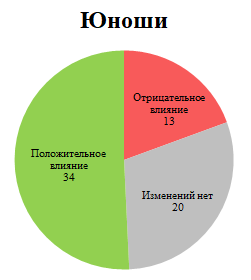 Юноши
Отрицательное
влияние
13
Положительное
влияние
34
Изменений нет
20